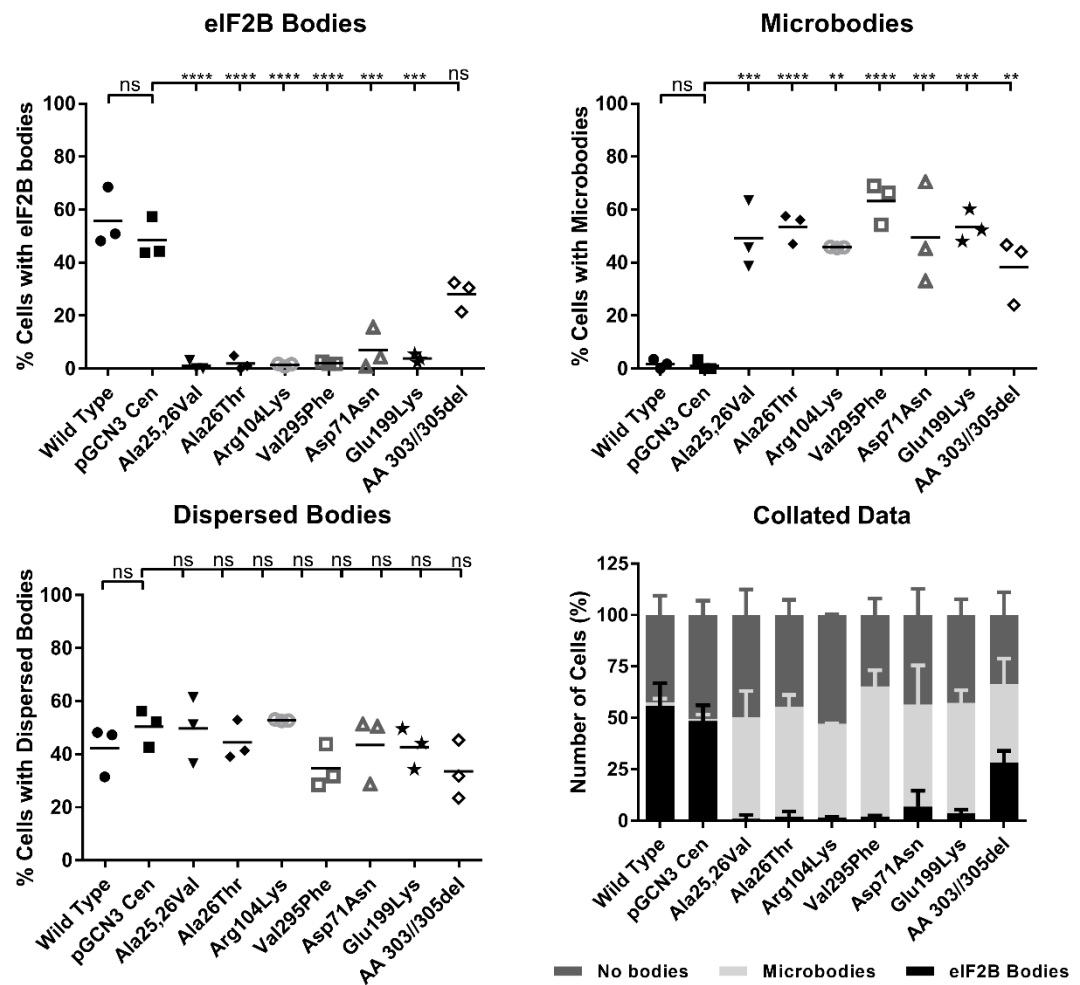 eIF2B Bodies
ns **** **** **** **** *** *** ns
% Cells with eIF2B bodies
100
80
60
40
20
0
Wild Type
pGCN3 Cen
Ala25,26Val
Ala26Thr
Arg104Lys
Val295Phe
Asp71Asn
Glu199Lys
AA 303//305del
Microbodies
ns *** **** ** **** *** *** **
% Cells with Microbodies
100
80
60
40
20
0
Wild Type
pGCN3 Cen
Ala25,26Val
Ala26Thr
Arg104Lys
Val295Phe
Asp71Asn
Glu199Lys
AA 303//305del
Dispersed Bodies
ns ns ns ns ns ns ns ns
% Cells with Dispersed Bodies
100
80
60
40
20
0
Wild Type
pGCN3 Cen
Ala25,26Val
Ala26Thr
Arg104Lys
Val295Phe
Asp71Asn
Glu199Lys
AA 303//305del
Collated Data
Number of Cells (%)
125
100
75
50
25
0
Wild Type
pGCN3 Cen
Ala25,26Val
Ala26Thr
Arg104Lys
Val295Phe
Asp71Asn
Glu199Lys
AA 303//305del
No bodies Microbodies eIF2B Bodies